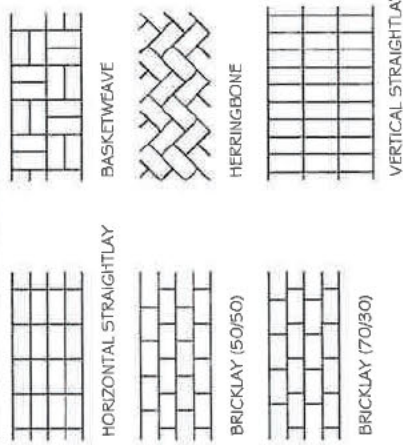 HORIZONTAL STRAIGHTLAY
BASKETWEAVE
BRICKLAY (50/50)
HERRINGBONE
BRICKLAY (70/30)
VERTICAL STRAIGHTLAY